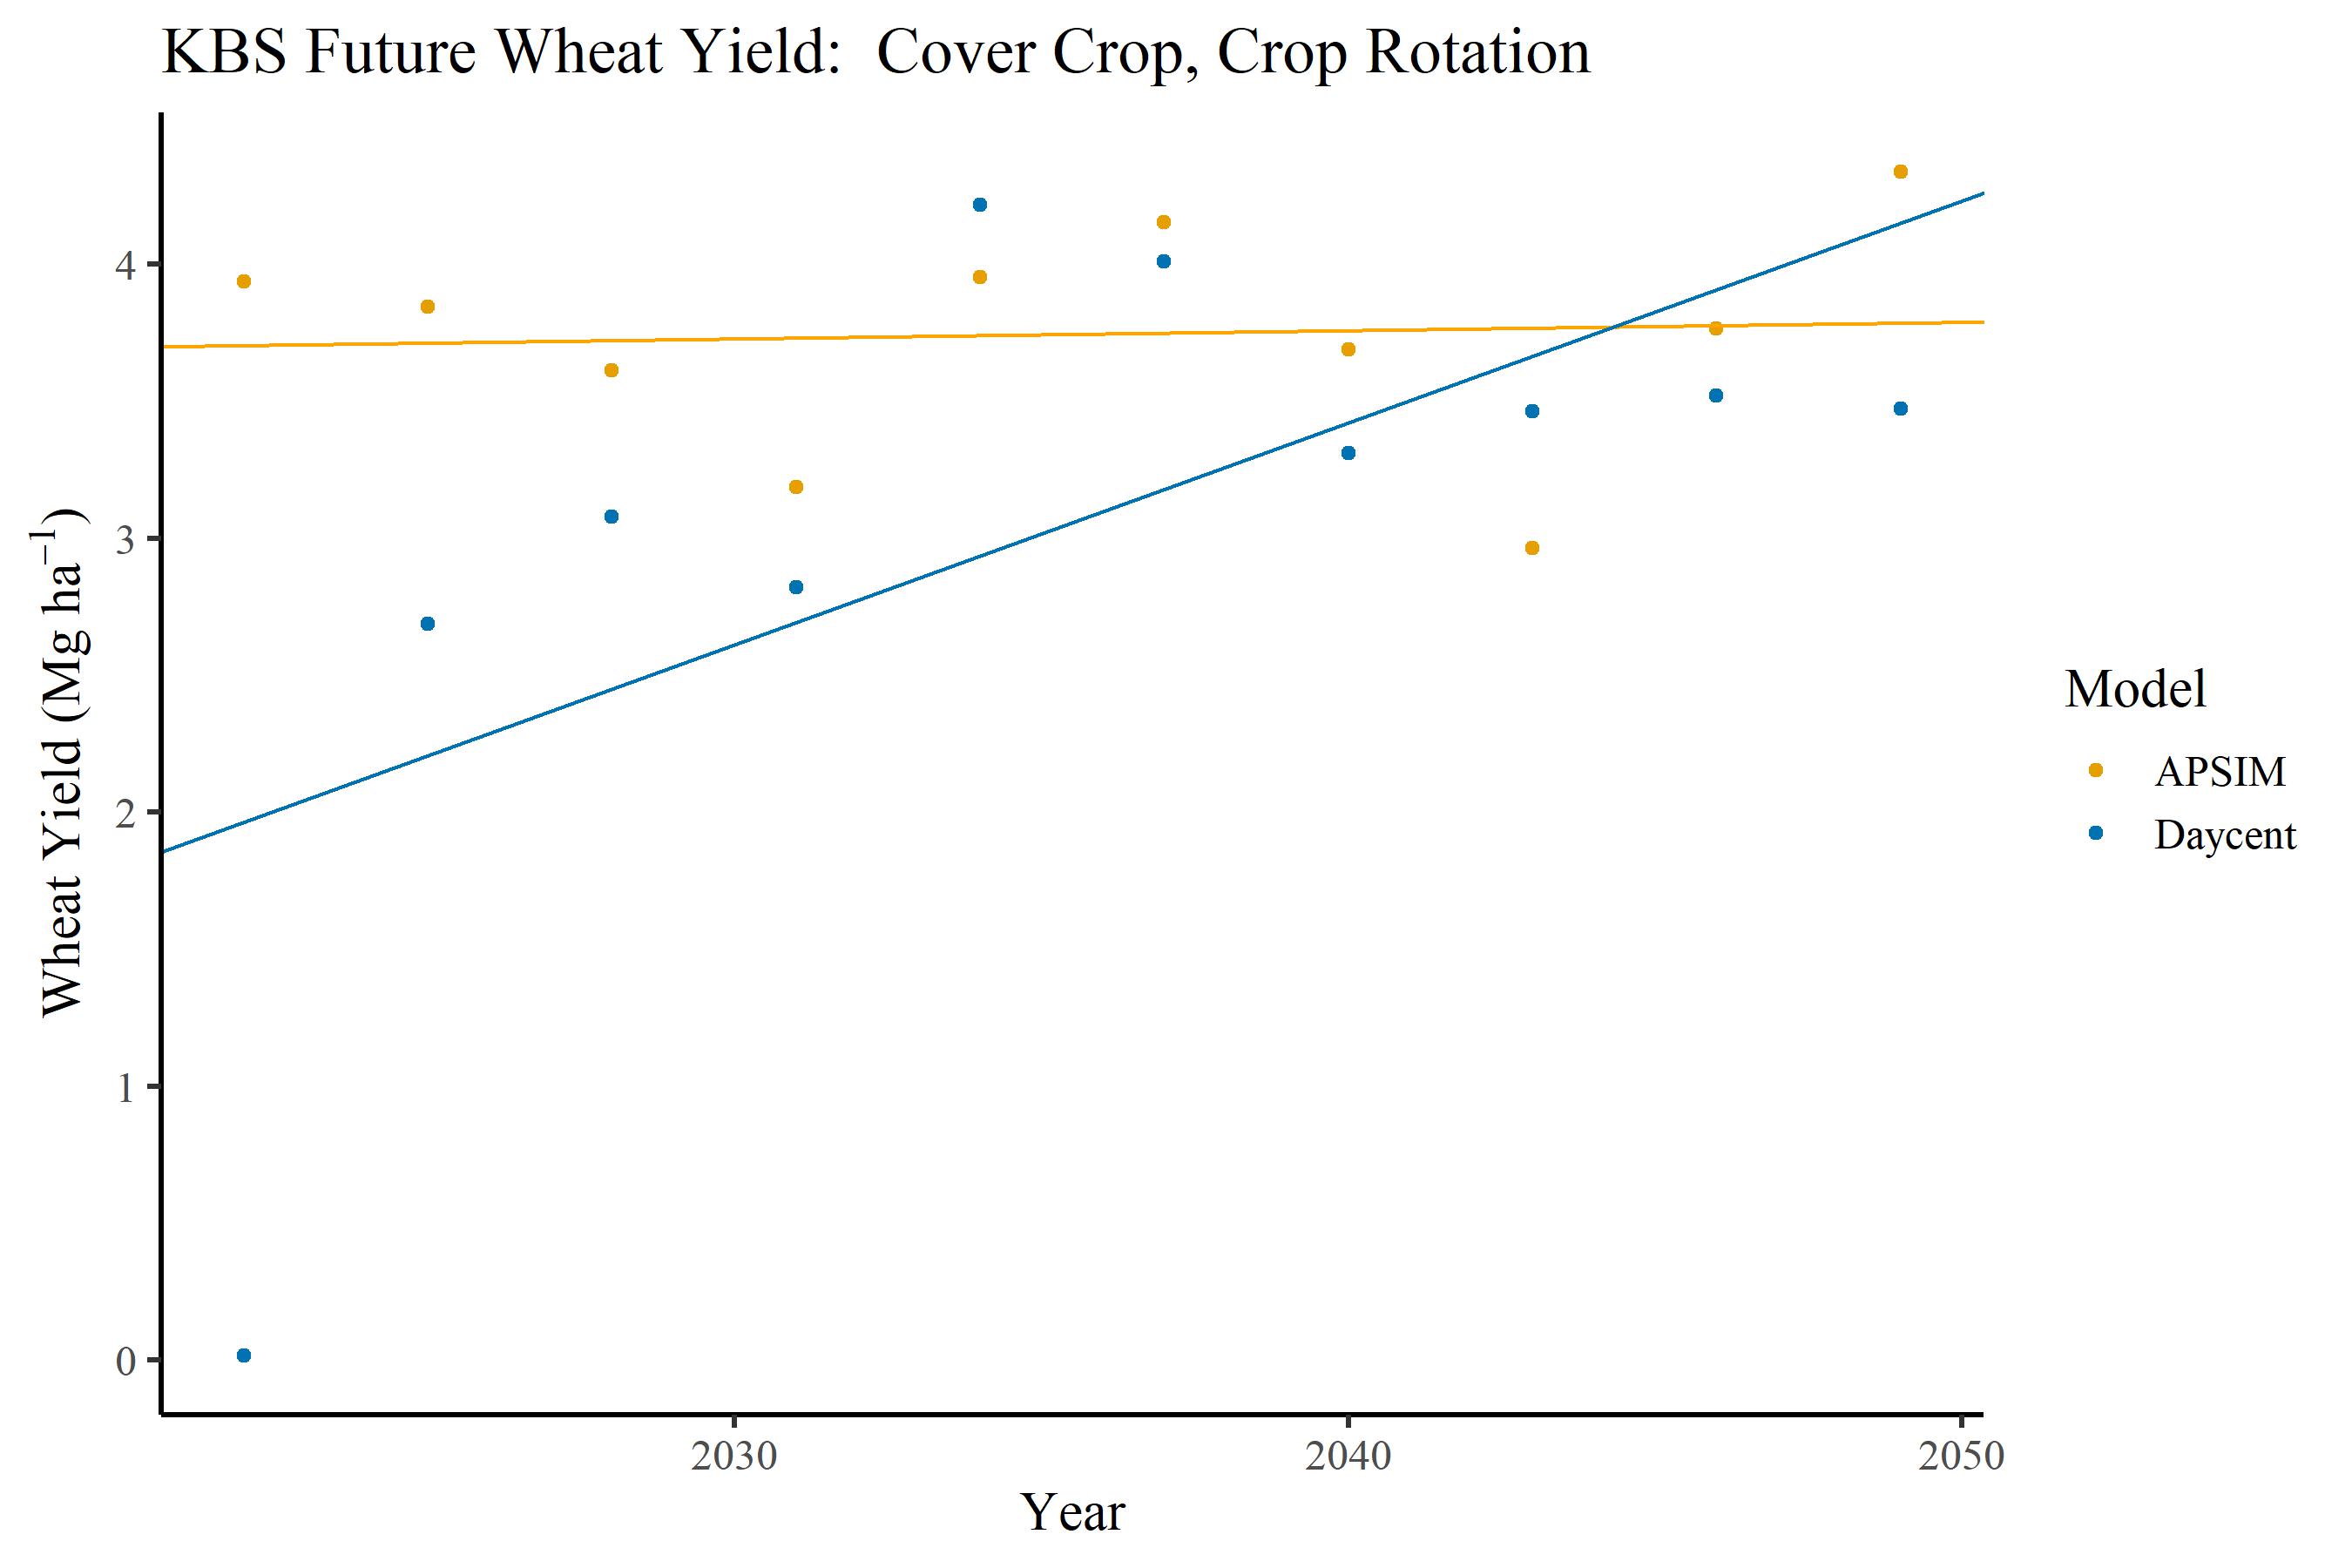 KBS Future Wheat Yield:  Cover Crop, Crop Rotation
Wheat Yield (Mg ha⁻¹)
4
3
2
1
0
2030
2040
2050
Year
Model
APSIM
Daycent